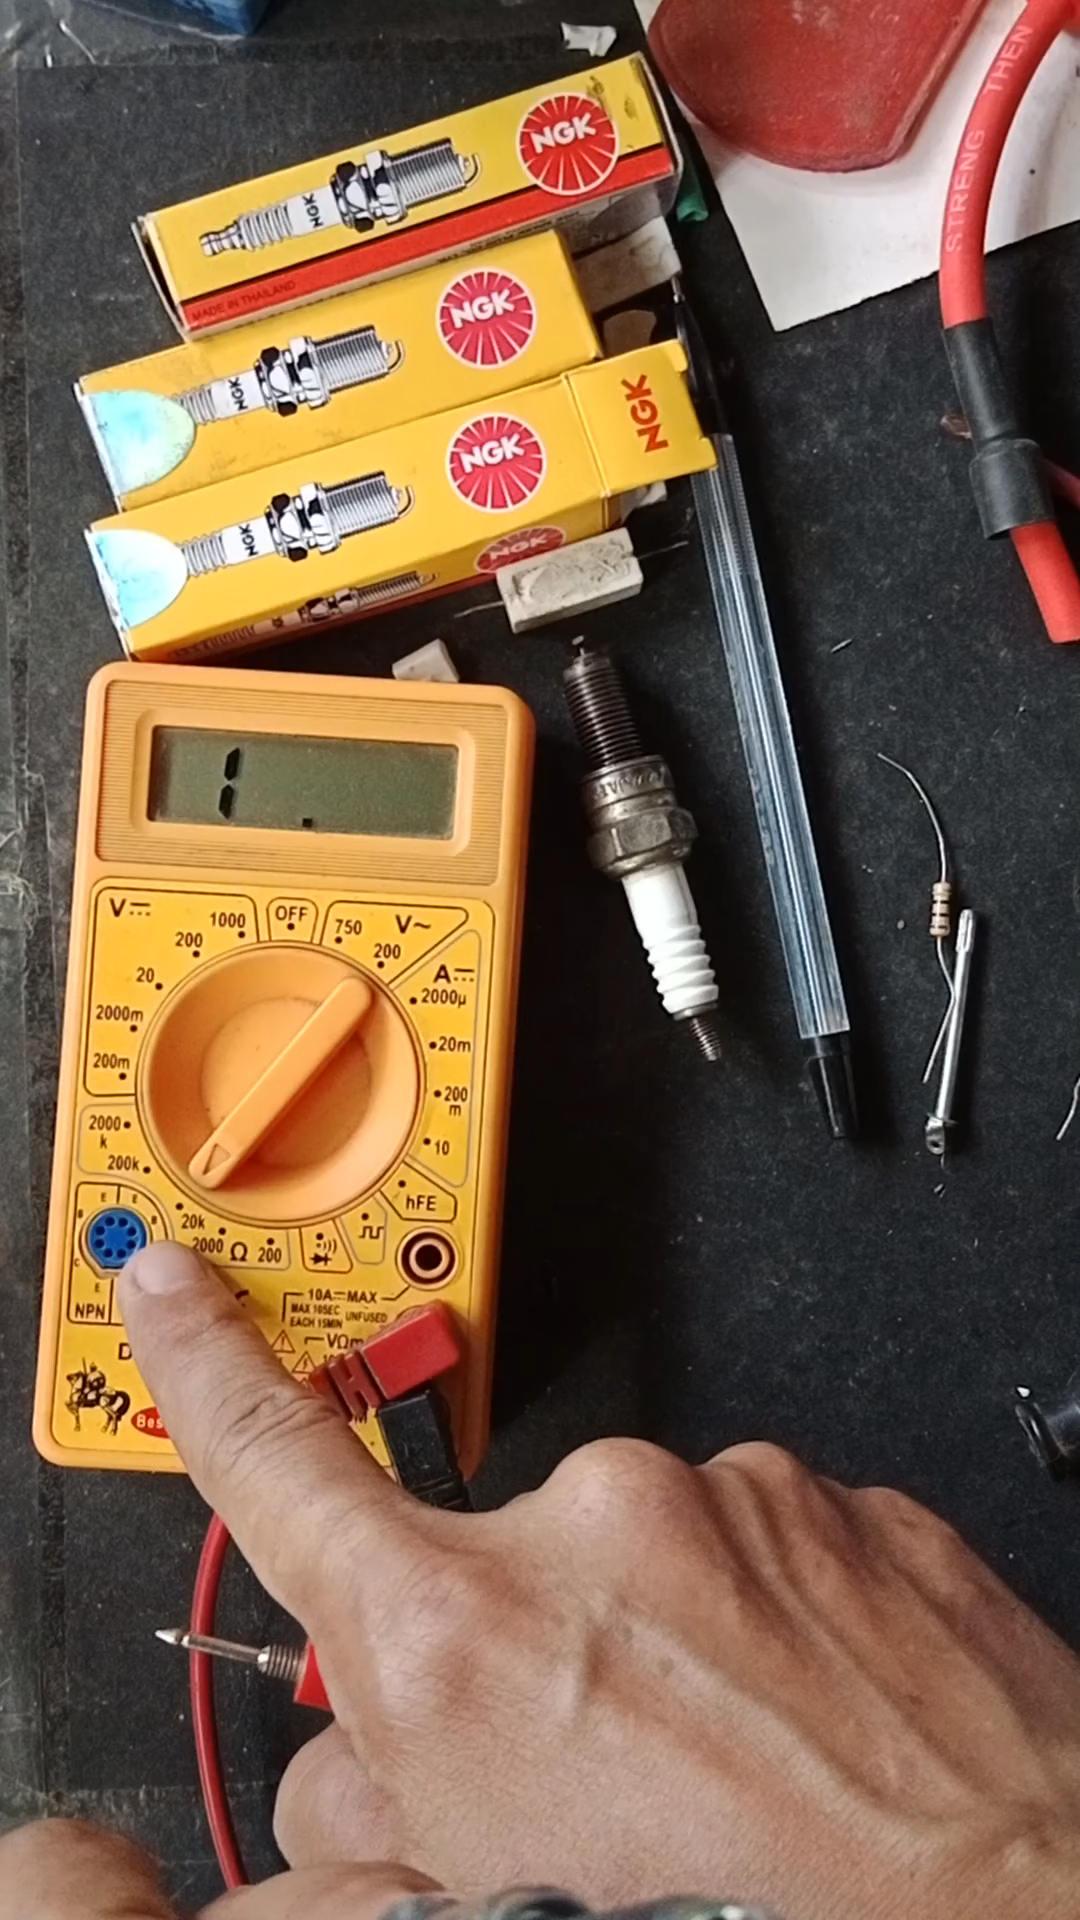 THEN
STRENG
NGK
NGK
MADE IN THAILAND
NGK
NGK
NGK
NGK
NGK
NGK
1 .
V⎓
1000
OFF
750
V~
200
200
A⎓
20
2000µ
2000m
20m
200m
200
m
2000
k
10
200k
hFE
E
E
B
B
20k
2000
Ω
200
C
E
NPN
10A⎓MAX
MAX 10SEC
EACH 15MIN
UNFUSED
VΩm
D
Bes